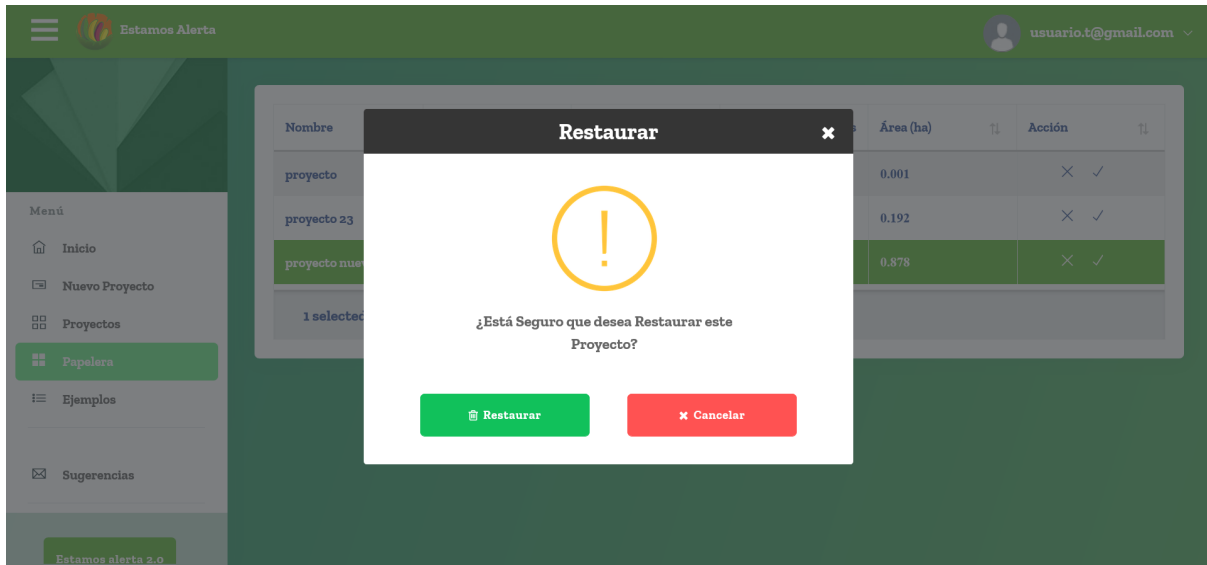 Estamos Alerta
usuario.t@gmail.com
Menú
Inicio
Nuevo Proyecto
Proyectos
Papelera
Ejemplos
Sugerencias
Estamos alerta 2.0
Nombre
Área (ha)
Acción
proyecto
0.001
proyecto 23
0.192
proyecto
0.878
1 selected
Restaurar
¿Está Seguro que desea Restaurar este
Proyecto?
Restaurar
Cancelar